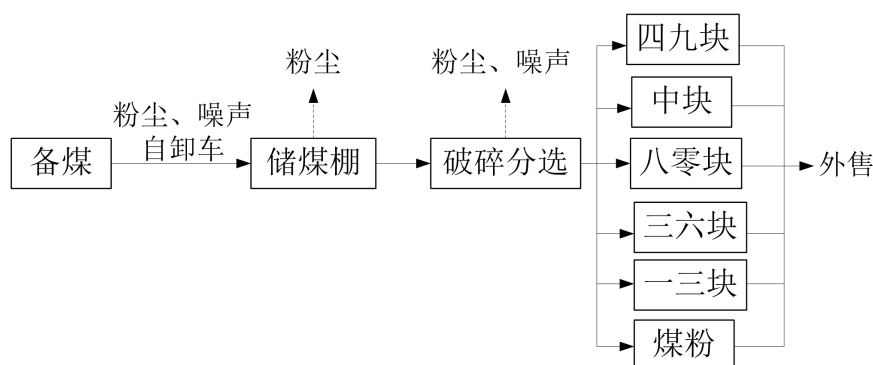 备煤
粉尘、噪声
自卸车
粉尘
储煤棚
粉尘、噪声
破碎分选
四九块
中块
八零块
三六块
一三块
煤粉
外售